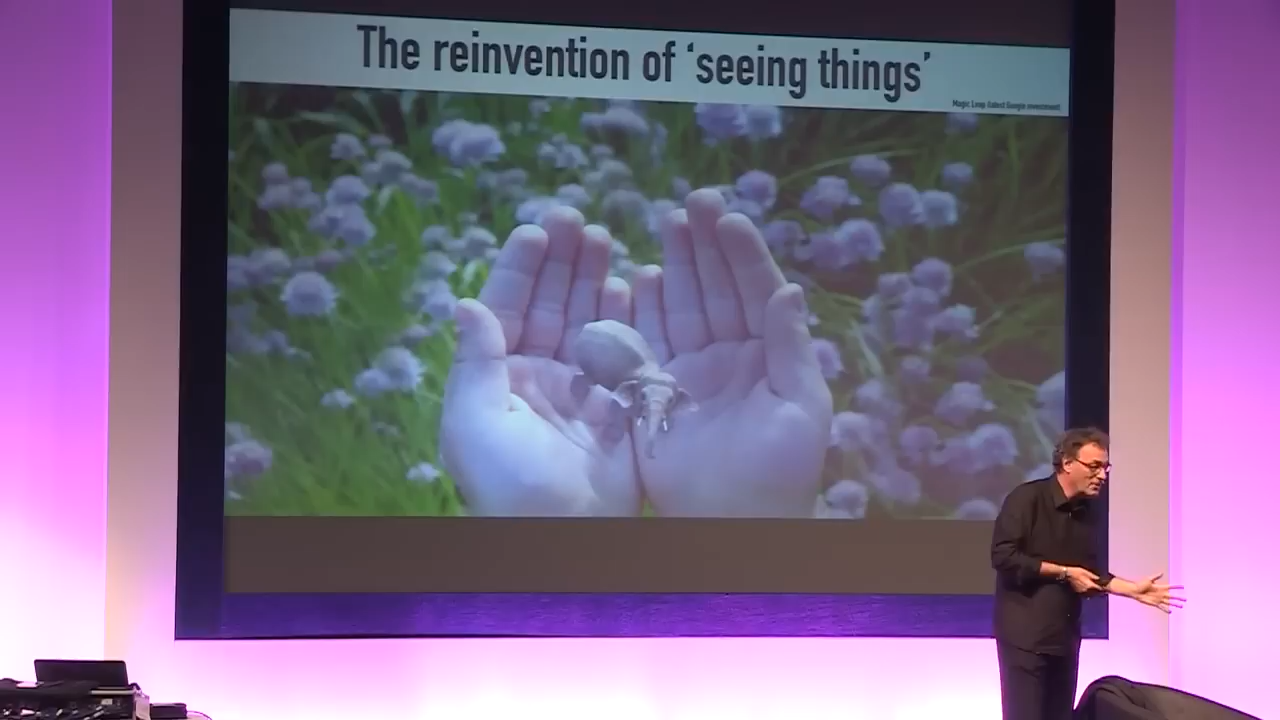 The reinvention of ‘seeing things’
Magic Leap (latest Google investment